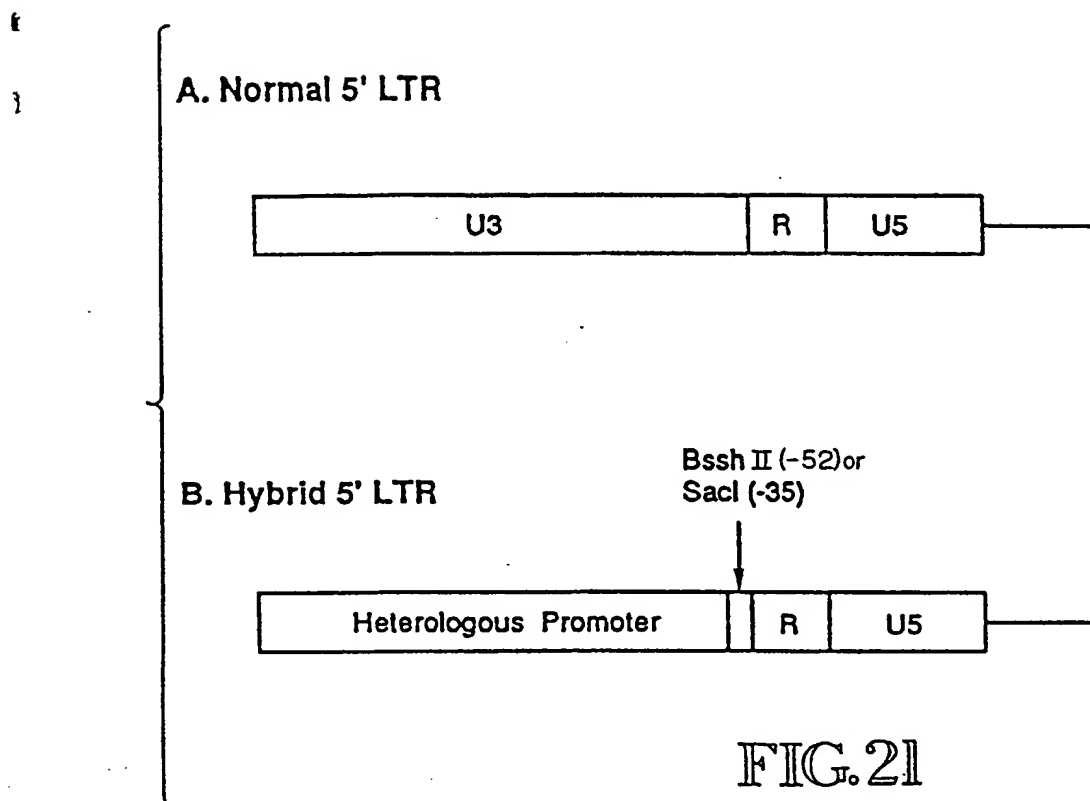 A. Normal 5' LTR
U3 R U5
Bssh II (-52) or
SacI (-35)
B. Hybrid 5' LTR
Heterologous Promoter R U5
FIG. 21